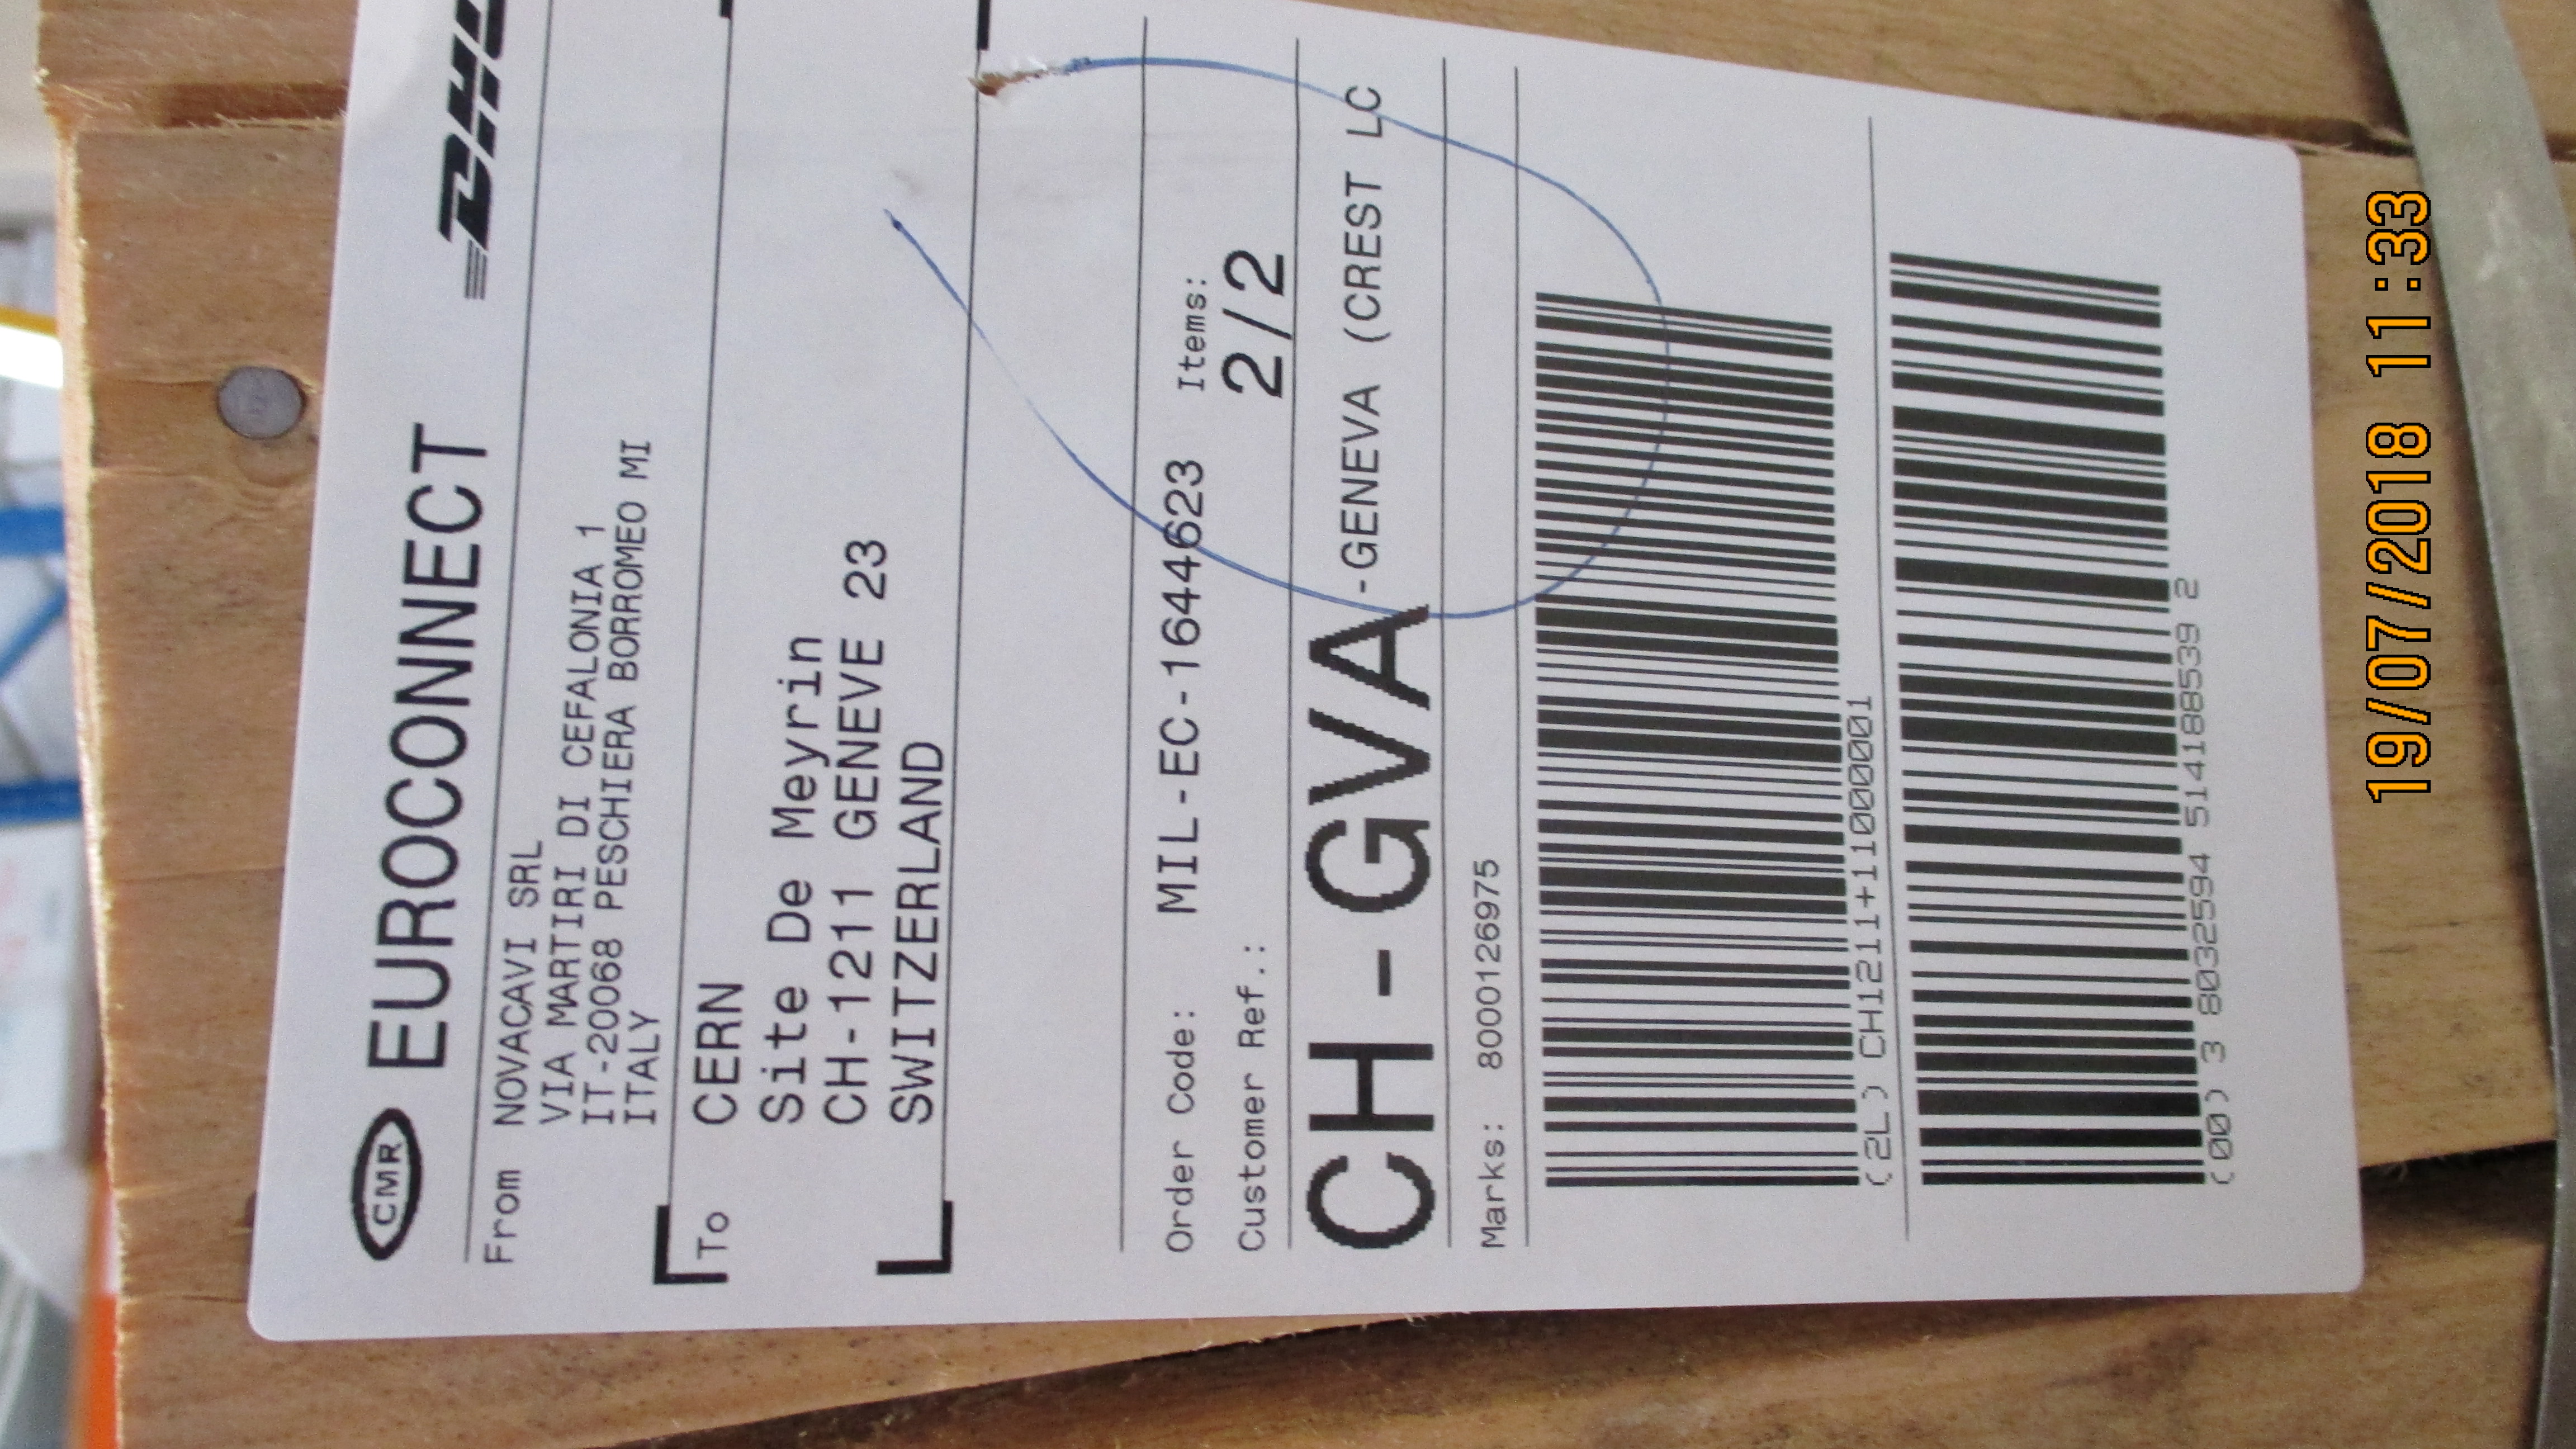 CMR EUROCONNECT DHL
From NOVACAVI SRL
VIA MARTIRI DI CEFALONIA 1
IT-20068 PESCHIERA BORROMEO MI
ITALY
To CERN
Site De Meyrin
CH-1211 GENEVE 23
SWITZERLAND
Order Code: MIL-EC-1644623 Items:
2/2
Customer Ref.:
CH-GVA -GENEVA (CREST LC
Marks: 8000126975
(2L) CH1211+11000001
(00) 3 8032594 514188539 2
19/07/2018 11:33